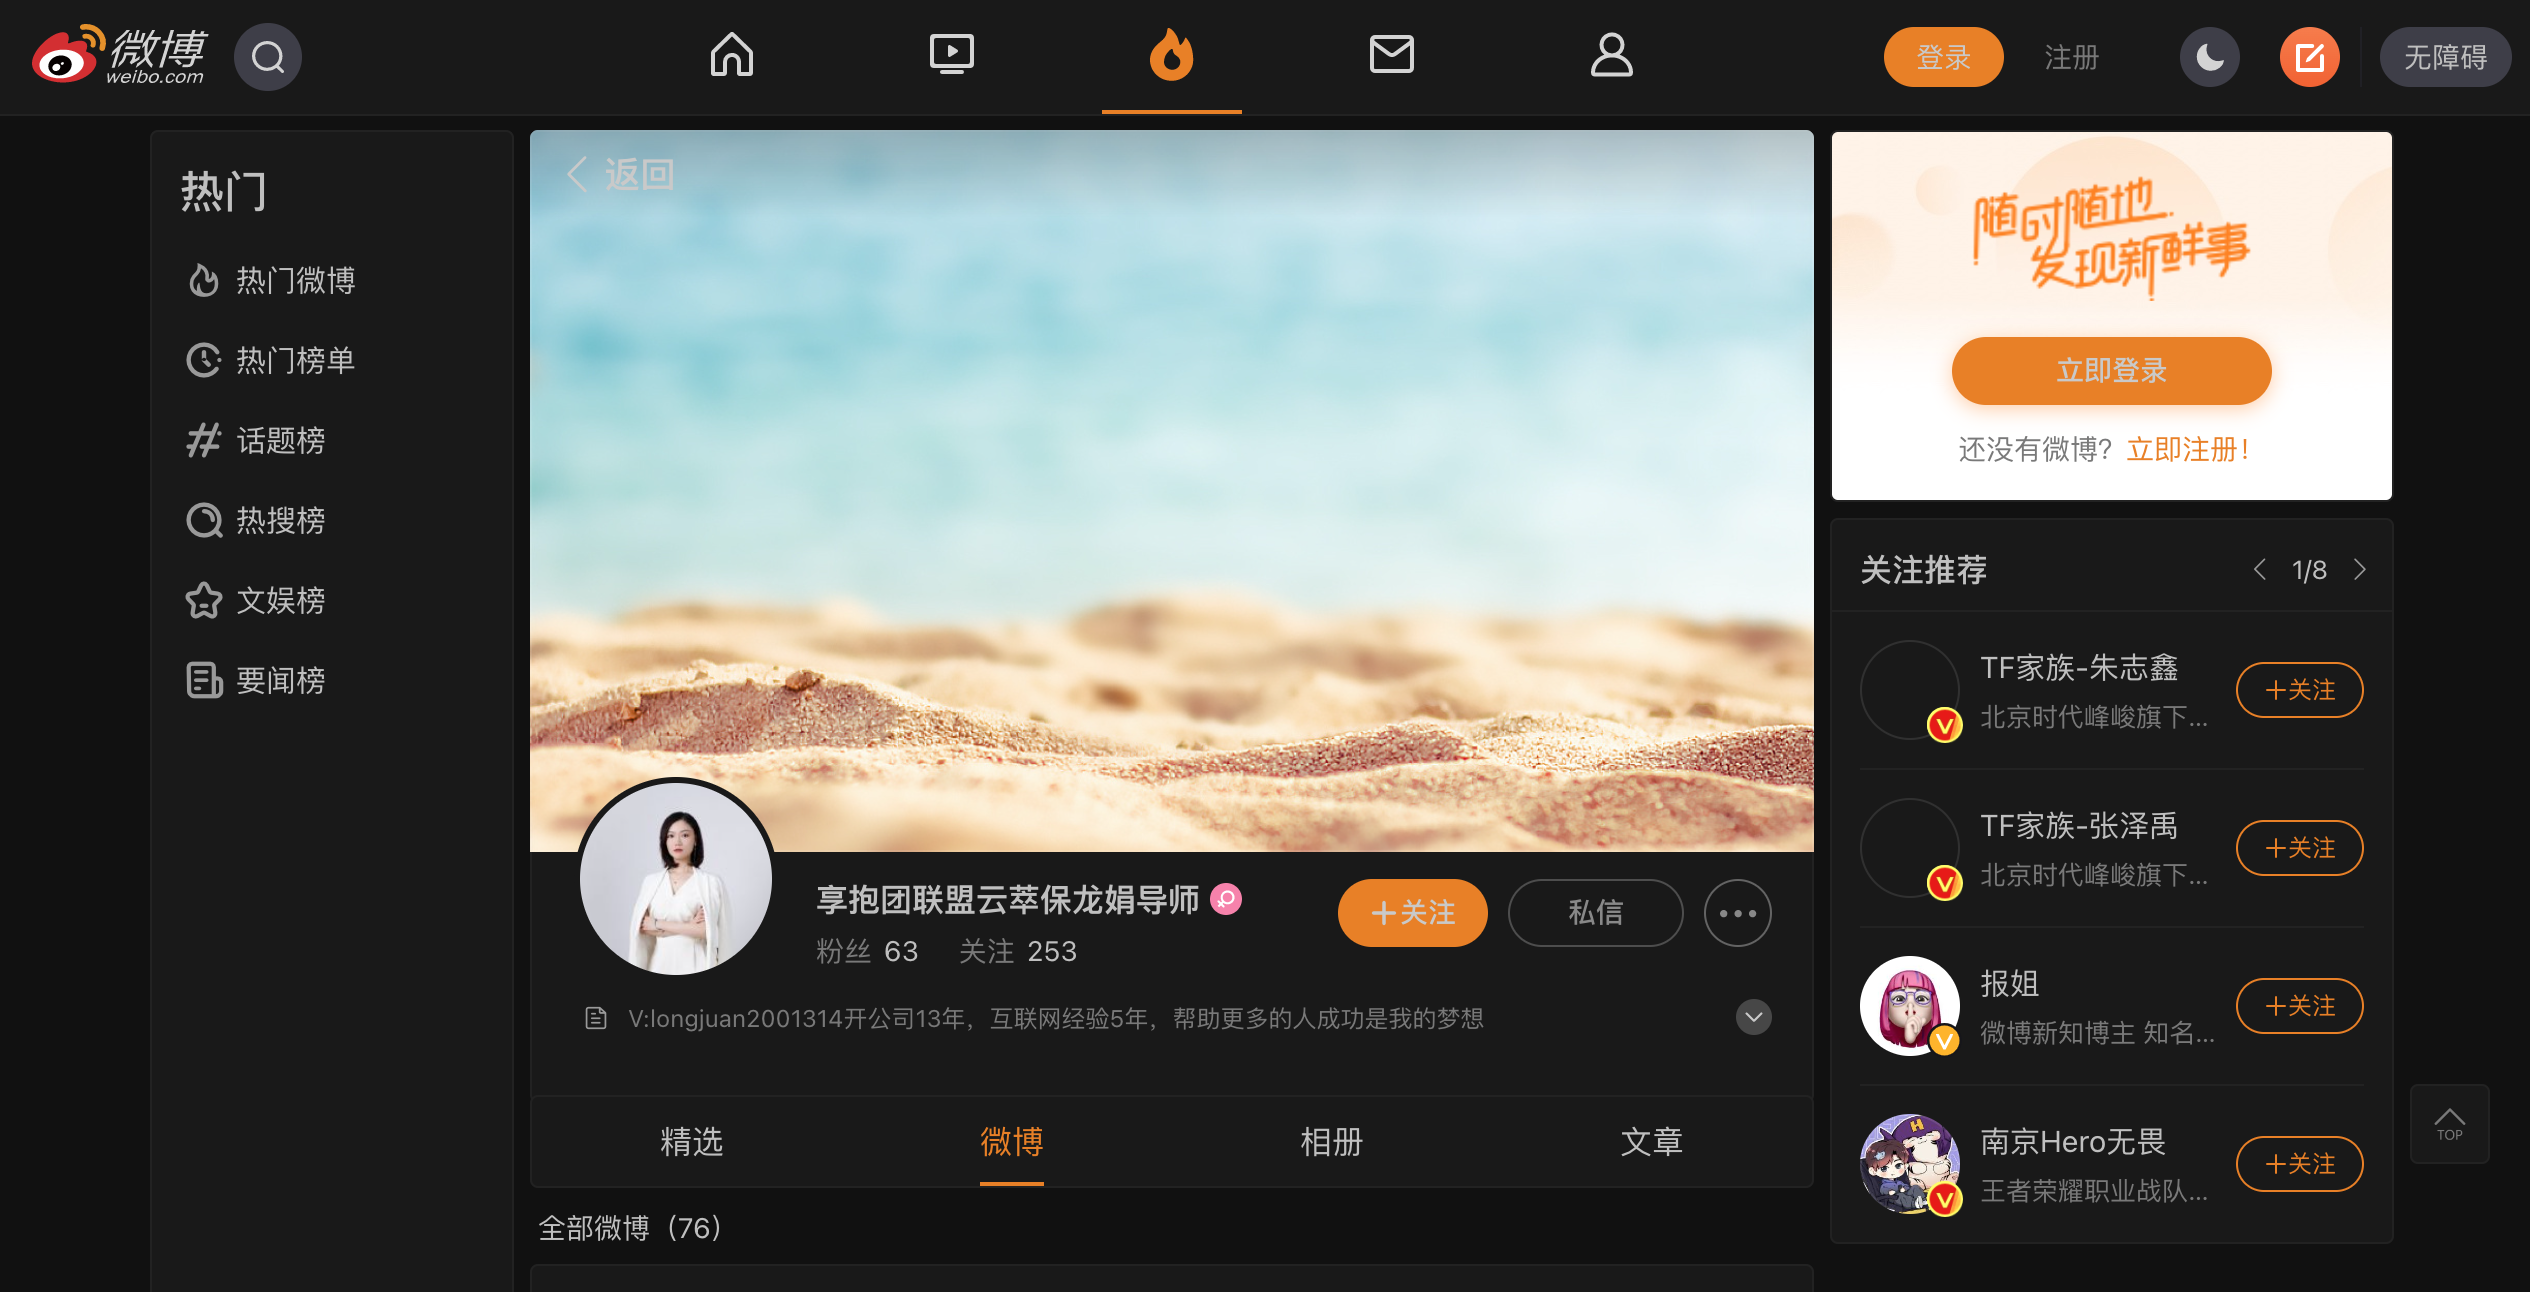 微博
weibo.com
登录
注册
无障碍
热门
热门微博
热门榜单
话题榜
热搜榜
文娱榜
要闻榜
返回
享抱团联盟云萃保龙娟导师
粉丝 63 关注 253
+关注
私信
V:longjuan2001314开公司13年，互联网经验5年，帮助更多的人成功是我的梦想
精选
微博
相册
文章
全部微博（76）
随时随地
发现新鲜事
立即登录
还没有微博？立即注册！
关注推荐
1/8
TF家族-朱志鑫
北京时代峰峻旗下...
+关注
TF家族-张泽禹
北京时代峰峻旗下...
+关注
报姐
微博新知博主 知名...
+关注
南京Hero无畏
王者荣耀职业战队...
+关注
TOP